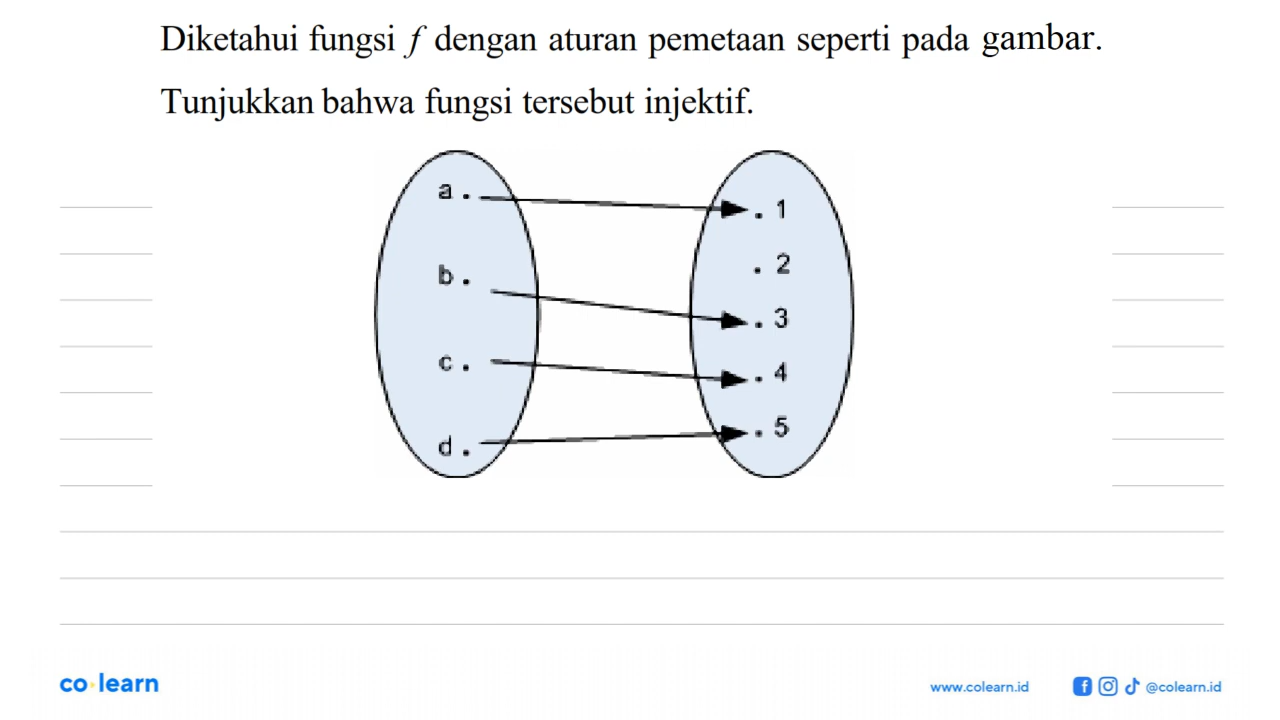 Diketahui fungsi f dengan aturan pemetaan seperti pada gambar.
Tunjukkan bahwa fungsi tersebut injektif.
a .
b .
c .
d .
. 1
. 2
. 3
. 4
. 5
co learn
www.colearn.id
@colearn.id